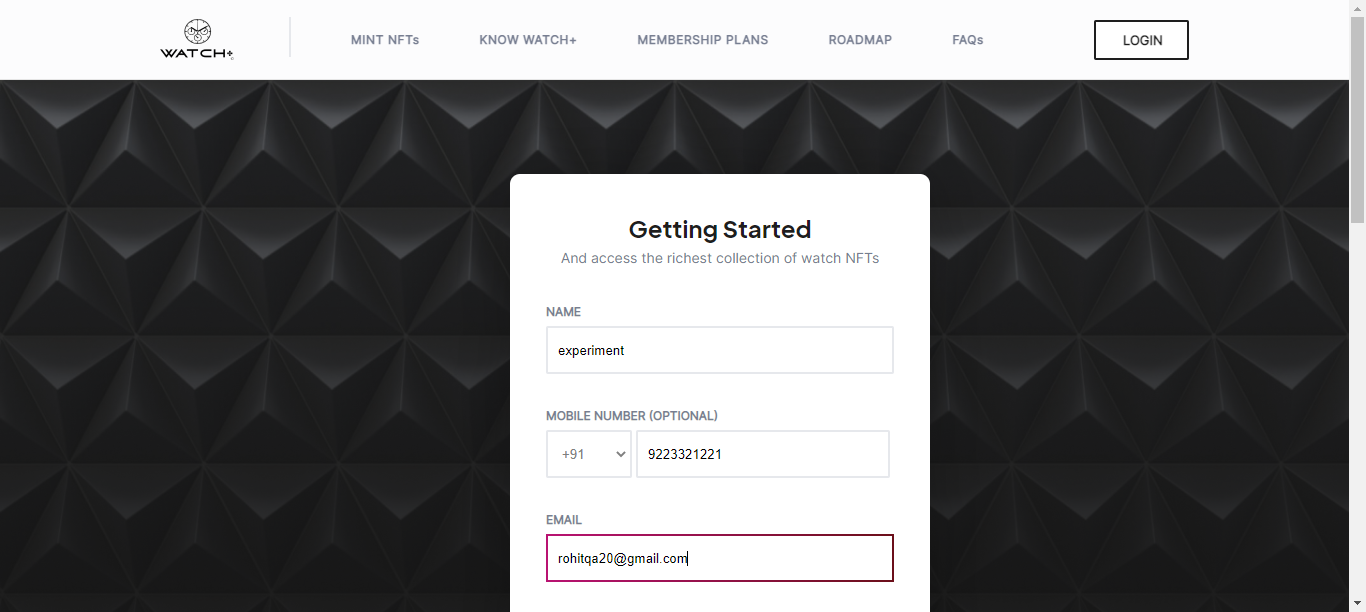 WATCH+
MINT NFTs
KNOW WATCH+
MEMBERSHIP PLANS
ROADMAP
FAQs
LOGIN
Getting Started
And access the richest collection of watch NFTs
NAME
experiment
MOBILE NUMBER (OPTIONAL)
+91 9223321221
EMAIL
rohitqa20@gmail.com